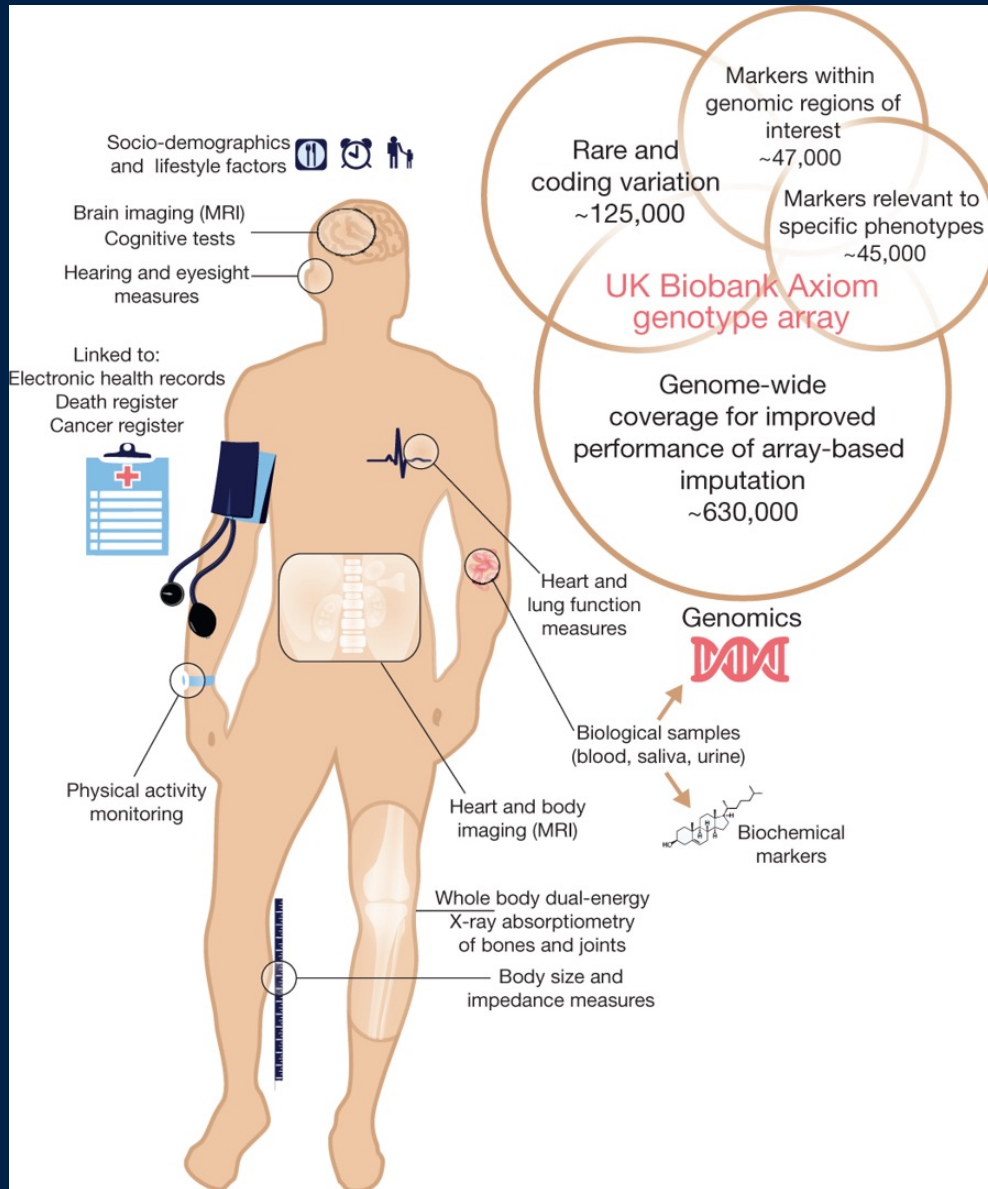 Socio-demographics
and lifestyle factors
Brain imaging (MRI)
Cognitive tests
Hearing and eyesight
measures
Linked to:
Electronic health records
Death register
Cancer register
Physical activity
monitoring
Heart and
lung function
measures
Heart and body
imaging (MRI)
Whole body dual-energy
X-ray absorptiometry
of bones and joints
Body size and
impedance measures
Biological samples
(blood, saliva, urine)
Rare and
coding variation
~125,000
Markers within
genomic regions of
interest
~47,000
Markers relevant to
specific phenotypes
~45,000
UK Biobank Axiom
genotype array
Genome-wide
coverage for improved
performance of array-based
imputation
~630,000
Genomics
HO
H
H
H
H
Biochemical
markers